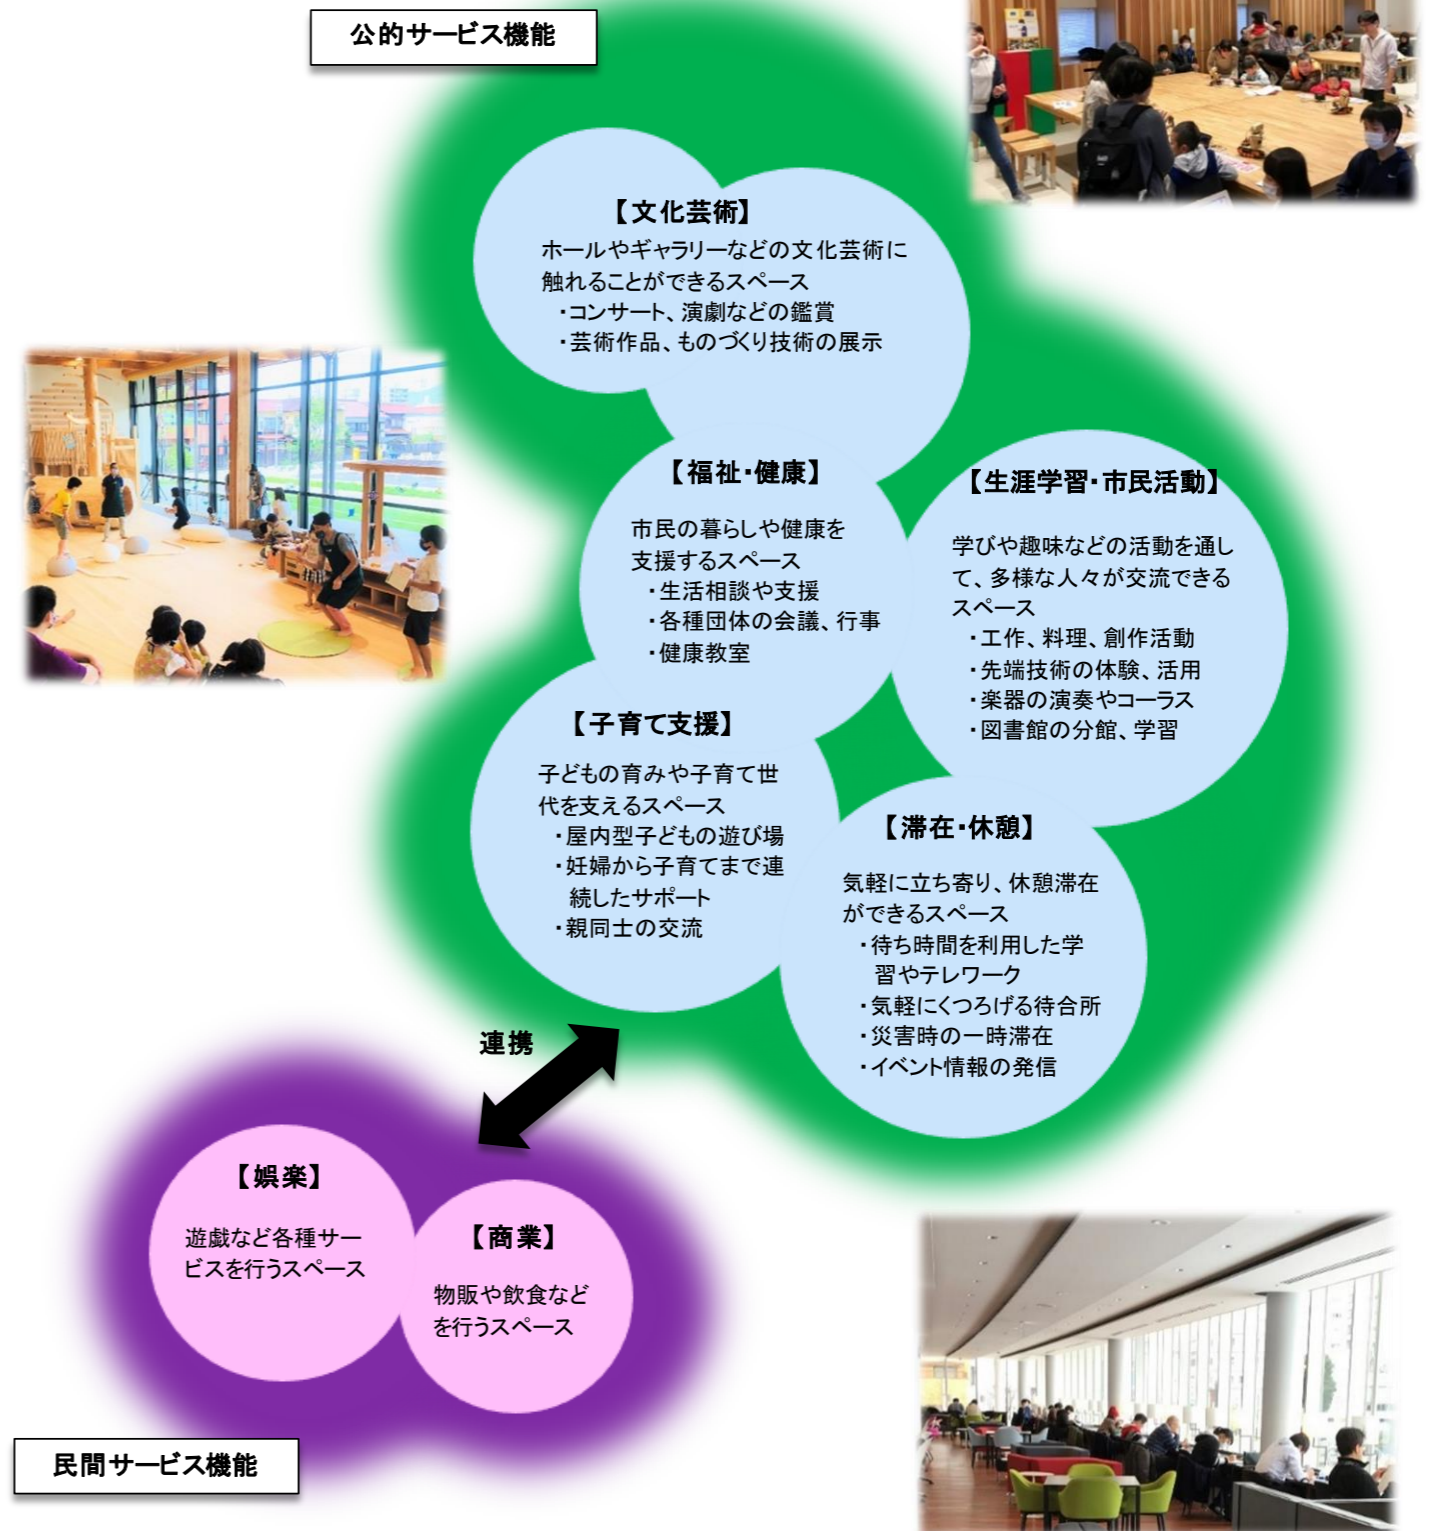 公的サービス機能
【文化芸術】
ホールやギャラリーなどの文化芸術に
触れることができるスペース
・コンサート、演劇などの鑑賞
・芸術作品、ものづくり技術の展示
【福祉・健康】
市民の暮らしや健康を
支援するスペース
・生活相談や支援
・各種団体の会議、行事
・健康教室
【生涯学習・市民活動】
学びや趣味などの活動を通し
て、多様な人々が交流できる
スペース
・工作、料理、創作活動
・先端技術の体験、活用
・楽器の演奏やコーラス
・図書館の分館、学習
【子育て支援】
子どもの育みや子育て世
代を支えるスペース
・屋内型子どもの遊び場
・妊婦から子育てまで連
続したサポート
・親同士の交流
【滞在・休憩】
気軽に立ち寄り、休憩滞在
ができるスペース
・待ち時間を利用した学
習やテレワーク
・気軽にくつろげる待合所
・災害時の一時滞在
・イベント情報の発信
連携
【娯楽】
遊戯など各種サー
ビスを行うスペース
【商業】
物販や飲食など
を行うスペース
民間サービス機能